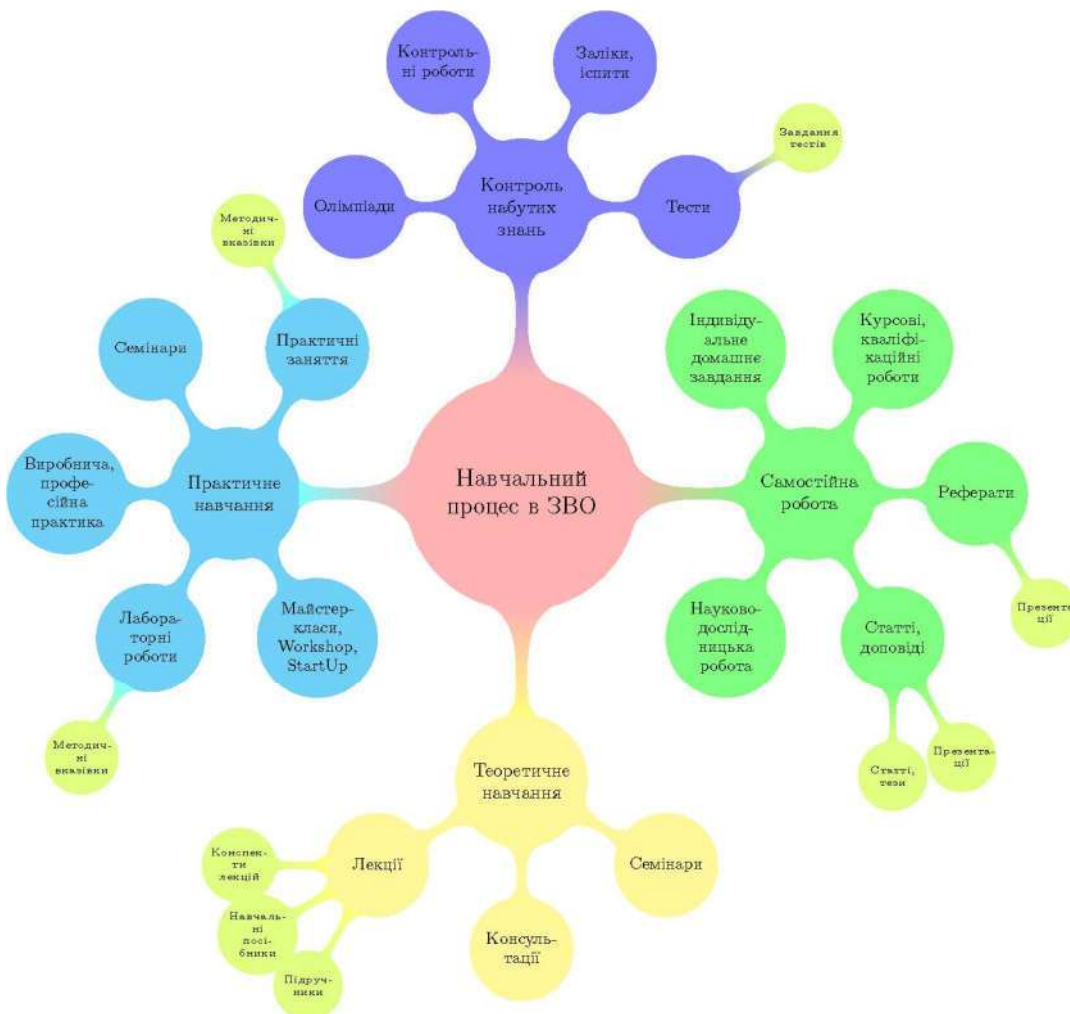 Контроль-
ні роботи
Заліки,
іспити
Завдання
тестів
Олімпіади
Контроль
набутих
знань
Тести
Методич-
ні вказівки
Семінари
Практичні
заняття
Індивіду-
альне
домашнє
завдання
Курсові,
кваліфі-
каційні
роботи
Виробнича,
профе-
сійна
практика
Практичне
навчання
Навчальний
процес в ЗВО
Самостійна
робота
Реферати
Лабора-
торні
роботи
Майстер-
класи,
Workshop,
StartUp
Науково-
дослід-
ницька
робота
Статті,
доповіді
Презента-
ції
Методич-
ні вказівки
Статті,
тези
Презента-
ції
Теоретичне
навчання
Конспек-
ти
лекцій
Лекції
Семінари
Навчаль-
ні посі-
бники
Консуль-
тації
Підруч-
ники